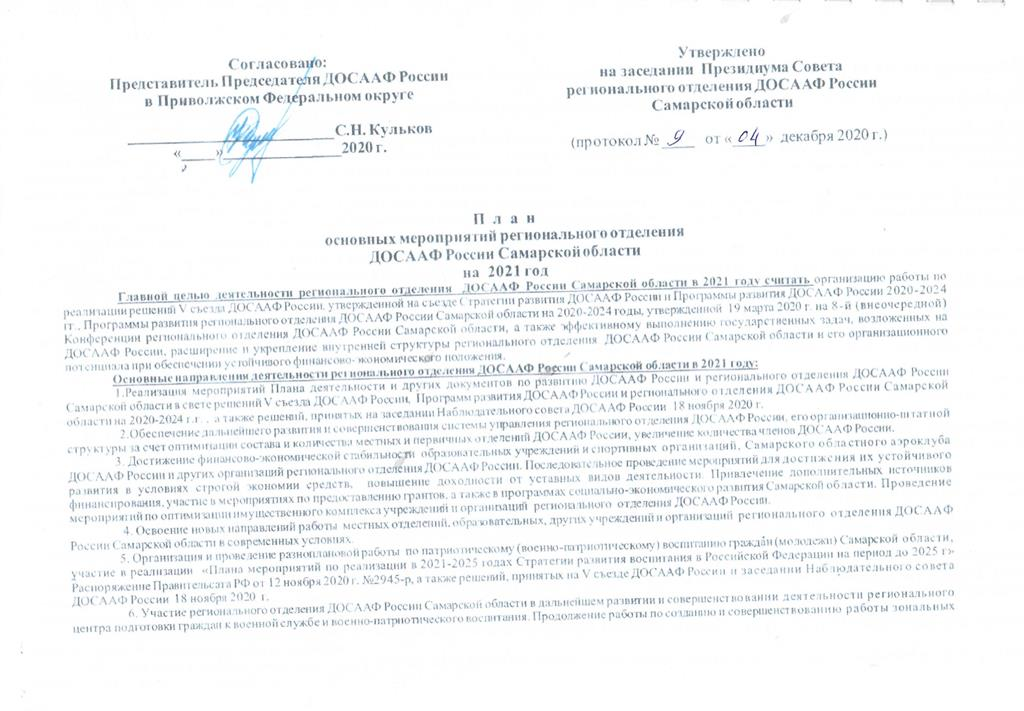 Согласовано:
Представитель Председателя ДОСААФ России
в Приволжском Федеральном округе
С.Н. Кульков
«____»________________2020 г.
Утверждено
на заседании Президиума Совета
регионального отделения ДОСААФ России
Самарской области
(протокол № 9 от «04» декабря 2020 г.)
П л а н
основных мероприятий регионального отделения
ДОСААФ России Самарской области
на 2021 год
Главной целью деятельности регионального отделения ДОСААФ России Самарской области в 2021 году считать организацию работы по
реализации решений V съезда ДОСААФ России, утвержденной на съезде Стратегии развития ДОСААФ России и Программы развития ДОСААФ России 2020-2024
гг., Программы развития регионального отделения ДОСААФ России Самарской области на 2020-2024 годы, утвержденной 19 марта 2020 г. на 8-й (внеочередной)
Конференции регионального отделения ДОСААФ России Самарской области, а также эффективному выполнению государственных задач, возложенных на
ДОСААФ России, расширение и укрепление внутренней структуры регионального отделения ДОСААФ России Самарской области и его организационного
потенциала при обеспечении устойчивого финансово-экономического положения.
Основные направления деятельности регионального отделения ДОСААФ России Самарской области в 2021 году:
1.Реализация мероприятий Плана деятельности и других документов по развитию ДОСААФ России и регионального отделения ДОСААФ России
Самарской области в свете решений V съезда ДОСААФ России, Программ развития ДОСААФ России и регионального отделения ДОСААФ России Самарской
области на 2020-2024 г.г. , а также решений, принятых на заседании Наблюдательного совета ДОСААФ России 18 ноября 2020 г.
2.Обеспечение дальнейшего развития и совершенствования системы управления регионального отделения ДОСААФ России, его организационно-штатной
структуры за счет оптимизации состава и количества местных и первичных отделений ДОСААФ России, увеличение количества членов ДОСААФ России.
3. Достижение финансово-экономической стабильности образовательных учреждений и спортивных организаций, Самарского областного аэроклуба
ДОСААФ России и других организаций регионального отделения ДОСААФ России. Последовательное проведение мероприятий для достижения их устойчивого
развития в условиях строгой экономии средств, повышение доходности от уставных видов деятельности. Привлечение дополнительных источников
финансирования, участие в мероприятиях по предоставлению грантов, а также в программах социально-экономического развития Самарской области. Проведение
мероприятий по оптимизации имущественного комплекса учреждений и организаций регионального отделения ДОСААФ России.
4. Освоение новых направлений работы местных отделений, образовательных, других учреждений и организаций регионального отделения ДОСААФ
России Самарской области в современных условиях.
5. Организация и проведение разноплановой работы по патриотическому (военно-патриотическому) воспитанию граждан (молодежи) Самарской области,
участие в реализации «Плана мероприятий по реализации в 2021-2025 годах Стратегии развития воспитания в Российской Федерации на период до 2025 г»
Распоряжение Правительсата РФ от 12 ноября 2020 г. №2945-р, а также решений, принятых на V съезде ДОСААФ России и заседании Наблюдательного совета
ДОСААФ России 18 ноября 2020 г.
6. Участие регионального отделения ДОСААФ России Самарской области в дальнейшем развитии и совершенствовании деятельности регионального
центра подготовки граждан к военной службе и военно-патриотического воспитания. Продолжение работы по созданию и совершенствованию работы зональных